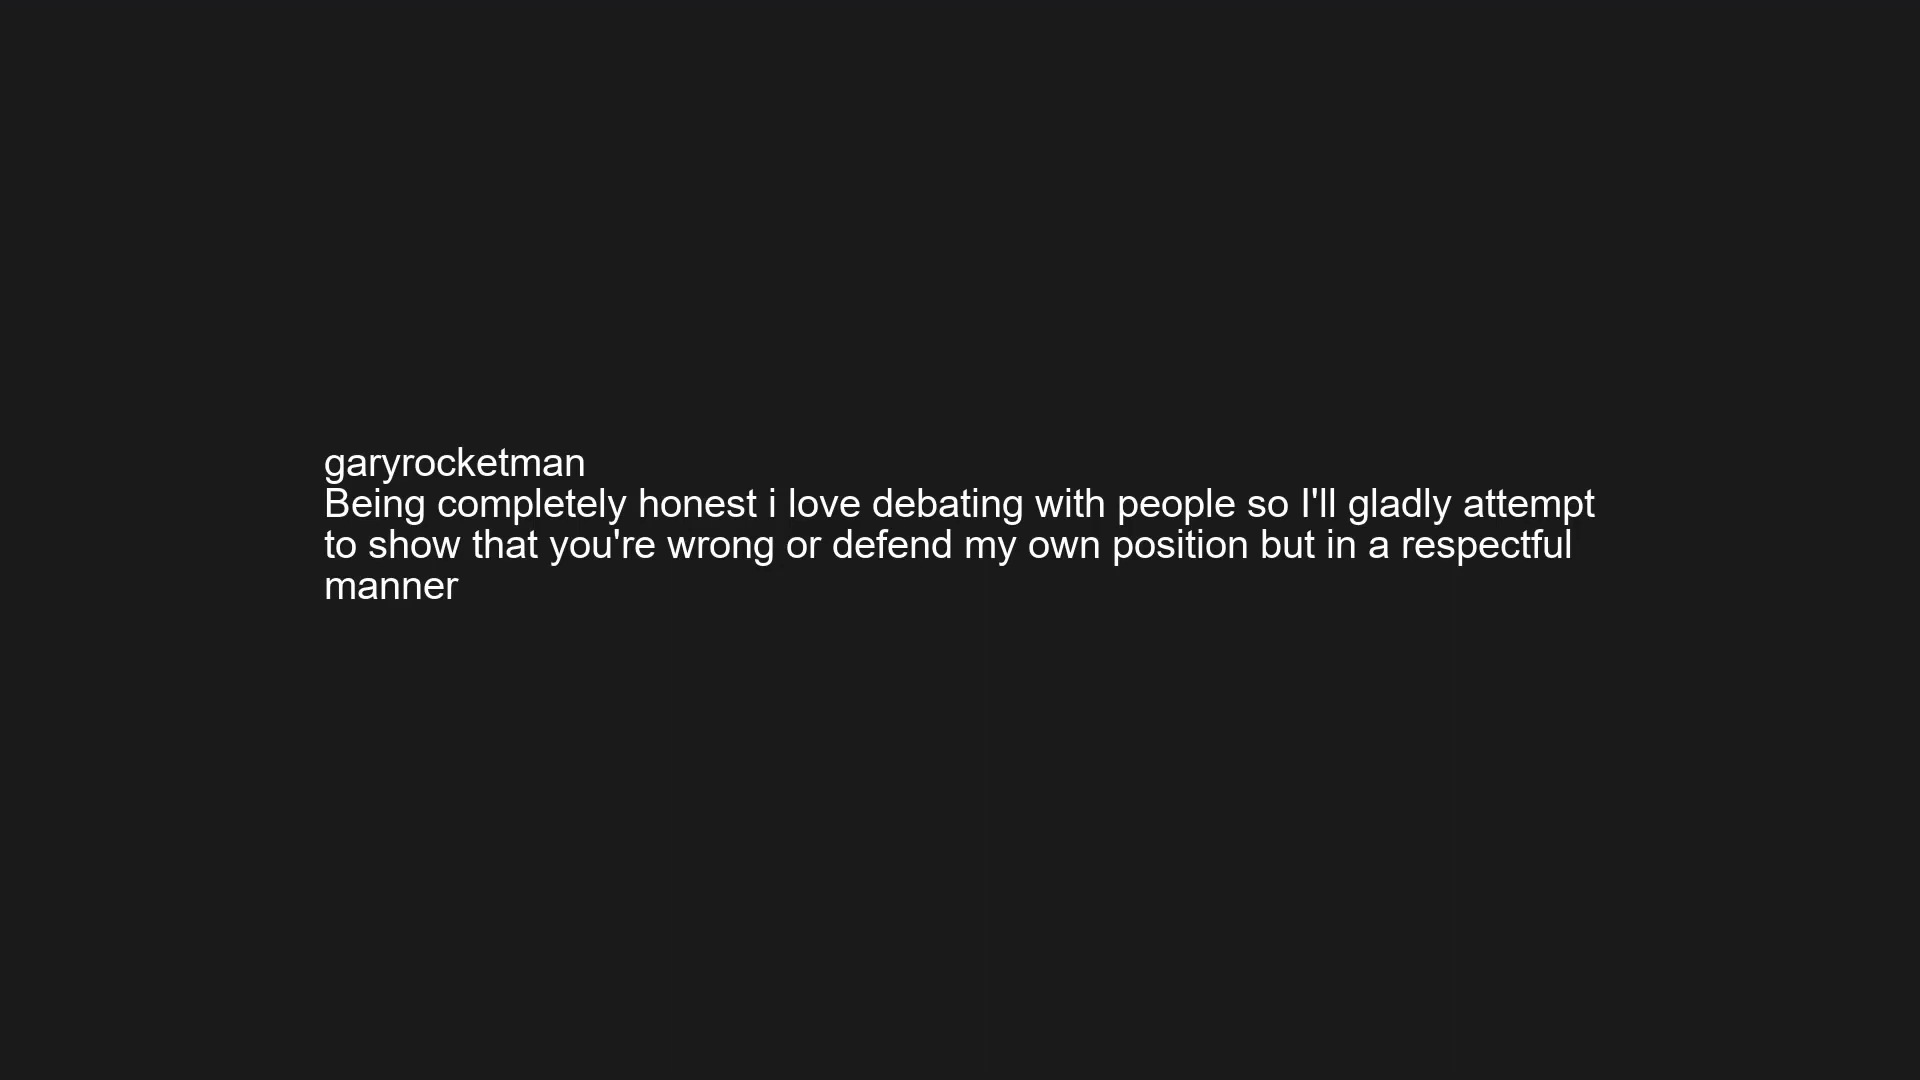 garyrocketman
Being completely honest i love debating with people so I'll gladly attempt
to show that you're wrong or defend my own position but in a respectful
manner